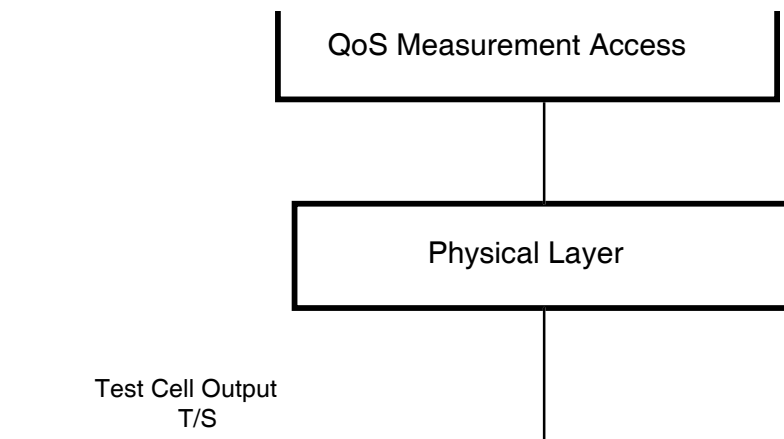 QoS Measurement Access
Physical Layer
Test Cell Output
T/S